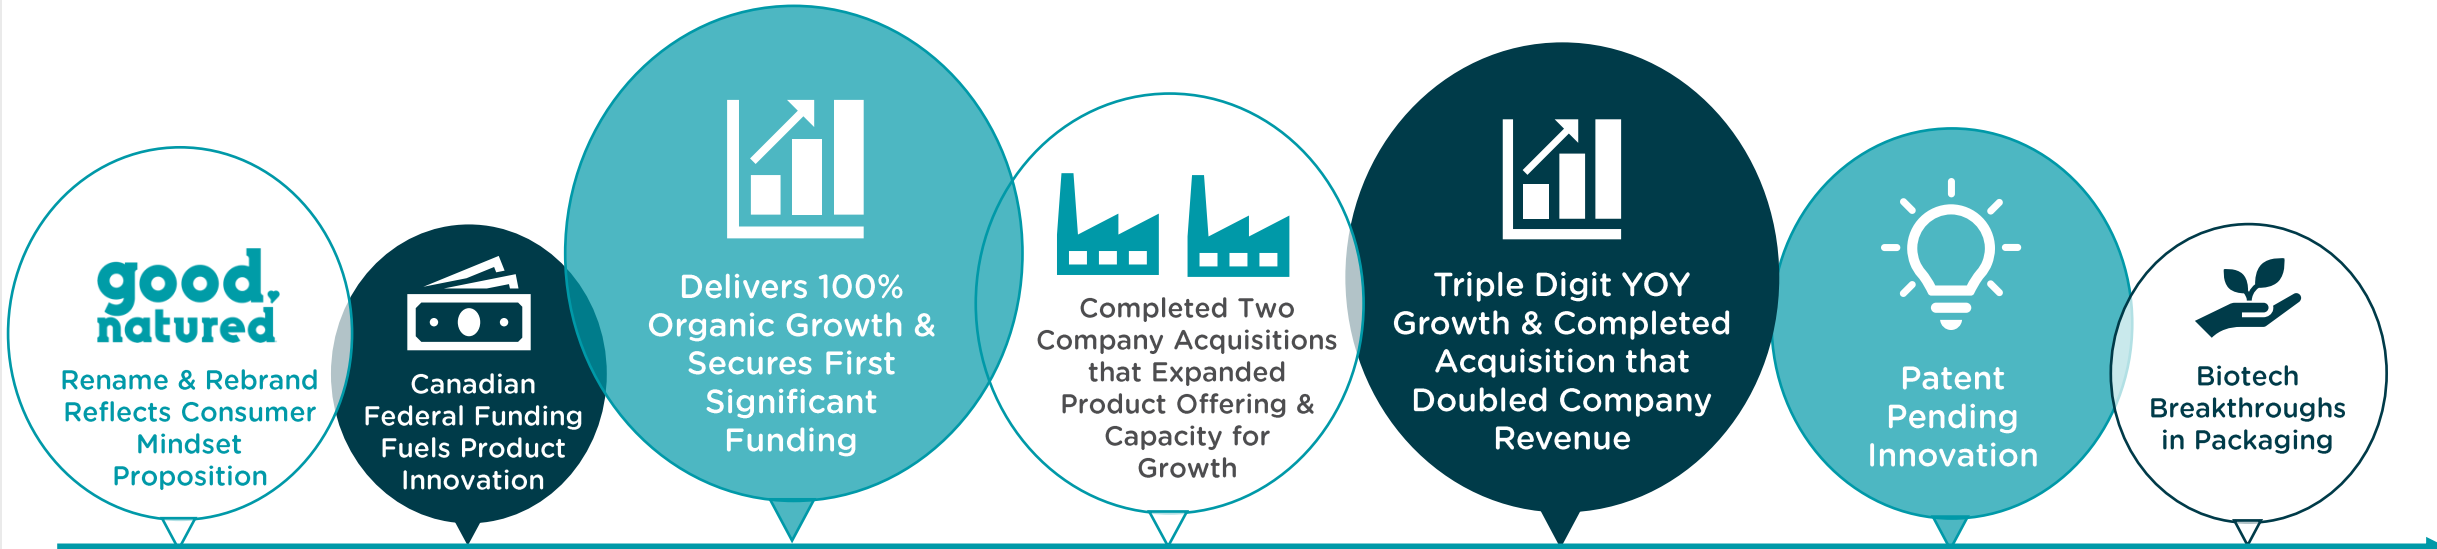 good,
natured
Rename & Rebrand
Reflects Consumer
Mindset
Proposition
Canadian
Federal Funding
Fuels Product
Innovation
Delivers 100%
Organic Growth &
Secures First
Significant
Funding
Completed Two
Company Acquisitions
that Expanded
Product Offering &
Capacity for
Growth
Triple Digit YOY
Growth & Completed
Acquisition that
Doubled Company
Revenue
Patent
Pending
Innovation
Biotech
Breakthroughs
in Packaging